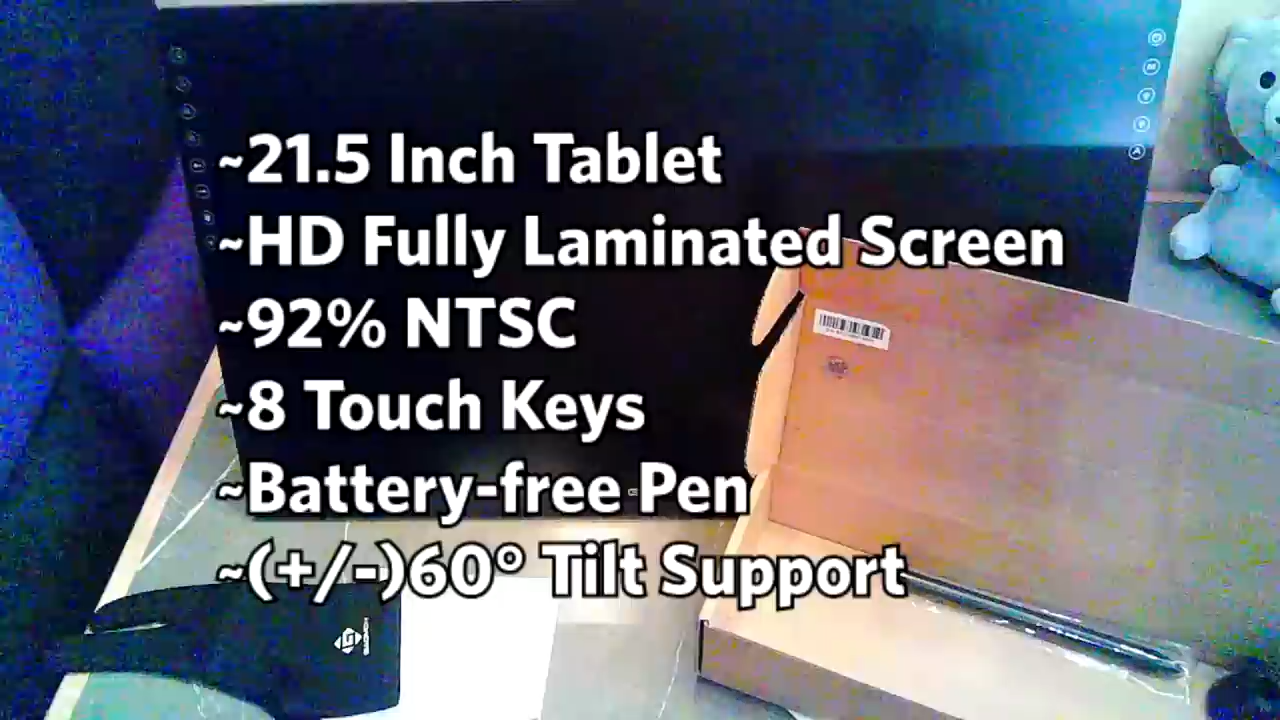 ~21.5 Inch Tablet
~HD Fully Laminated Screen
~92% NTSC
~8 Touch Keys
~Battery-free Pen
~(+/-)60° Tilt Support